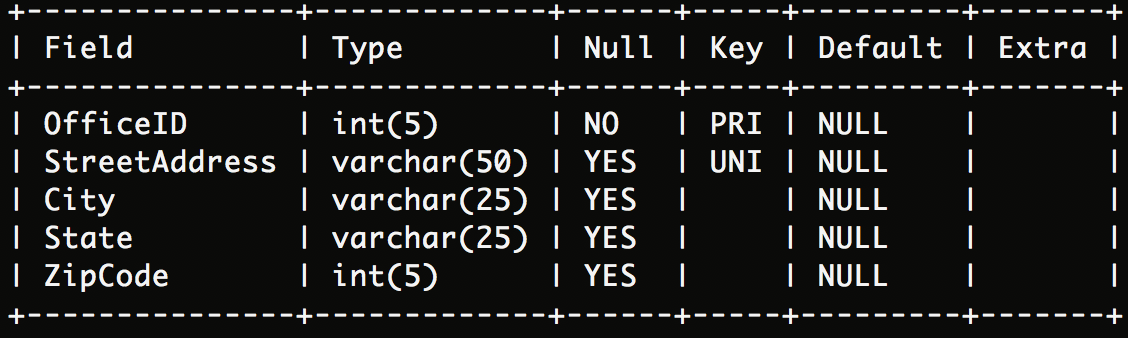 +---------------+-------------+------+-----+---------+-------+
| Field         | Type        | Null | Key | Default | Extra |
+---------------+-------------+------+-----+---------+-------+
| OfficeID      | int(5)      | NO   | PRI | NULL    |       |
| StreetAddress | varchar(50) | YES  | UNI | NULL    |       |
| City          | varchar(25) | YES  |     | NULL    |       |
| State         | varchar(25) | YES  |     | NULL    |       |
| ZipCode       | int(5)      | YES  |     | NULL    |       |
+---------------+-------------+------+-----+---------+-------+